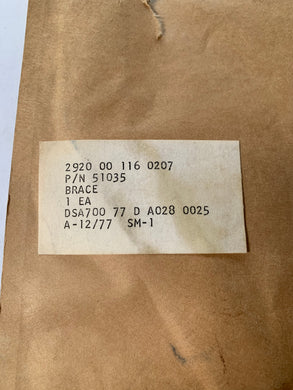 2920 00 116 0207
P/N 51035
BRACE
1 EA
DSA700 77 D A028 0025
A-12/77 SM-1